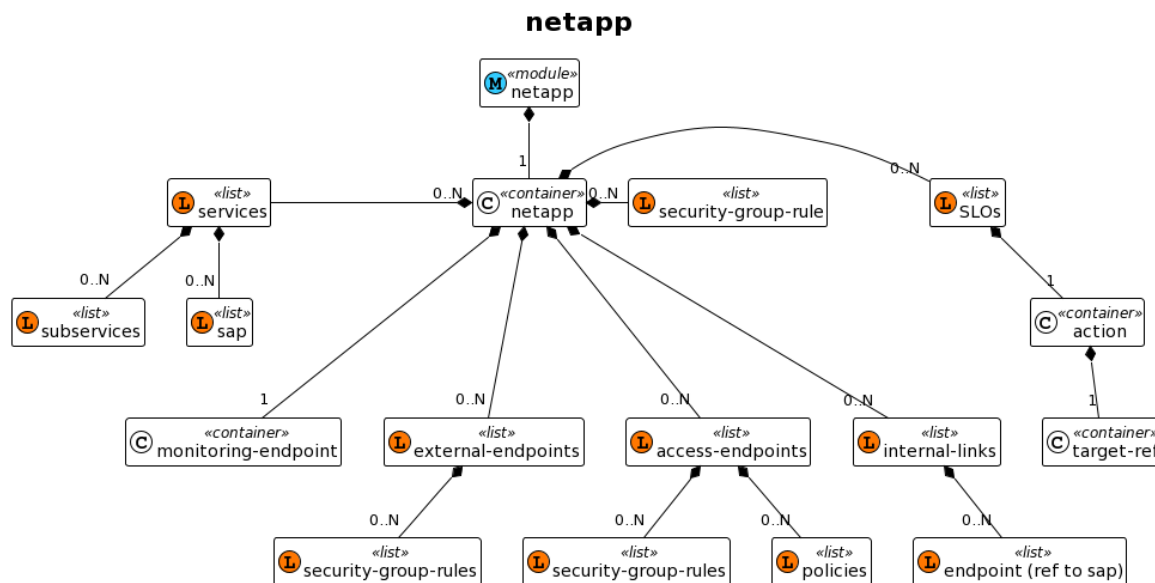 netapp
M «module»
netapp
1
0..N
L «list»
services
0..N
C «container»
netapp
0..N
L «list»
security-group-rule
L «list»
SLOs
0..N
0..N
1
L «list»
subservices
L «list»
sap
C «container»
action
1
0..N
0..N
0..N
1
C «container»
monitoring-endpoint
L «list»
external-endpoints
L «list»
access-endpoints
L «list»
internal-links
C «container»
target-ref
0..N
0..N
0..N
0..N
L «list»
security-group-rules
L «list»
security-group-rules
L «list»
policies
L «list»
endpoint (ref to sap)